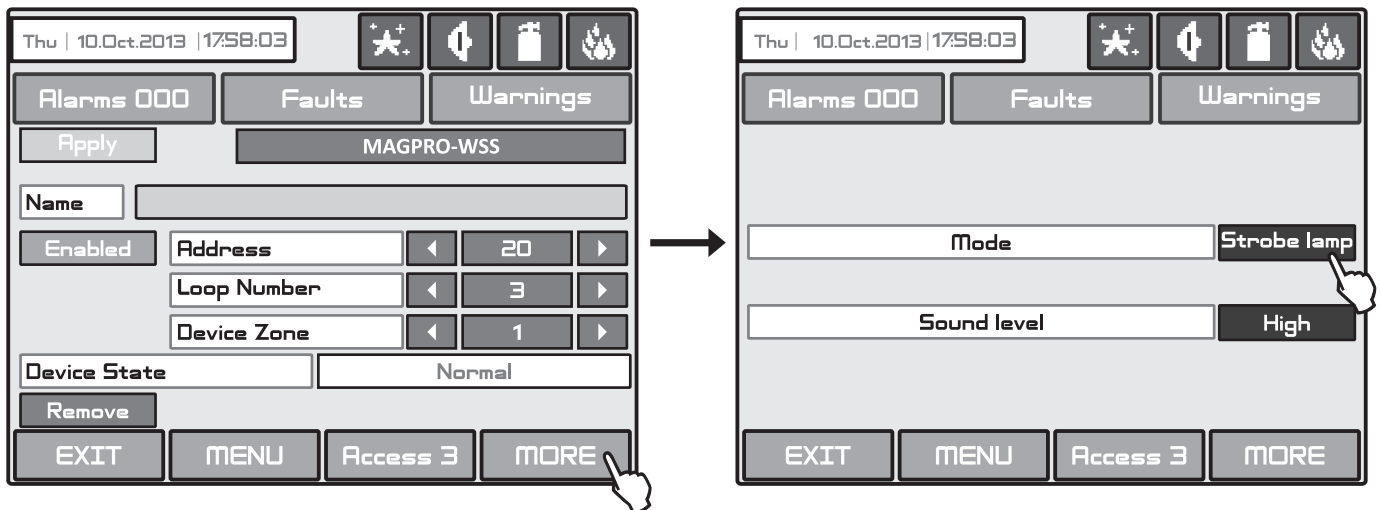 Thu | 10.Oct.2013 |17:58:03
Alarms 000 Faults Warnings
Apply MAGPRO-WSS
Name
Enabled Address 20
Loop Number 3
Device Zone 1
Device State Normal
Remove
EXIT MENU Access 3 MORE
Thu | 10.Oct.2013 |17:58:03
Alarms 000 Faults Warnings
Mode Strobe lamp
Sound level High
EXIT MENU Access 3 MORE